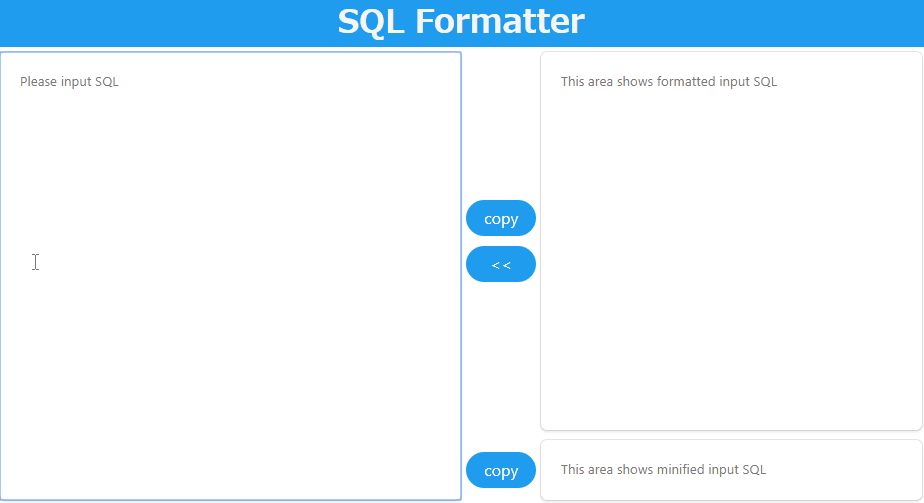 SQL Formatter
Please input SQL
This area shows formatted input SQL
copy
<<
copy
This area shows minified input SQL